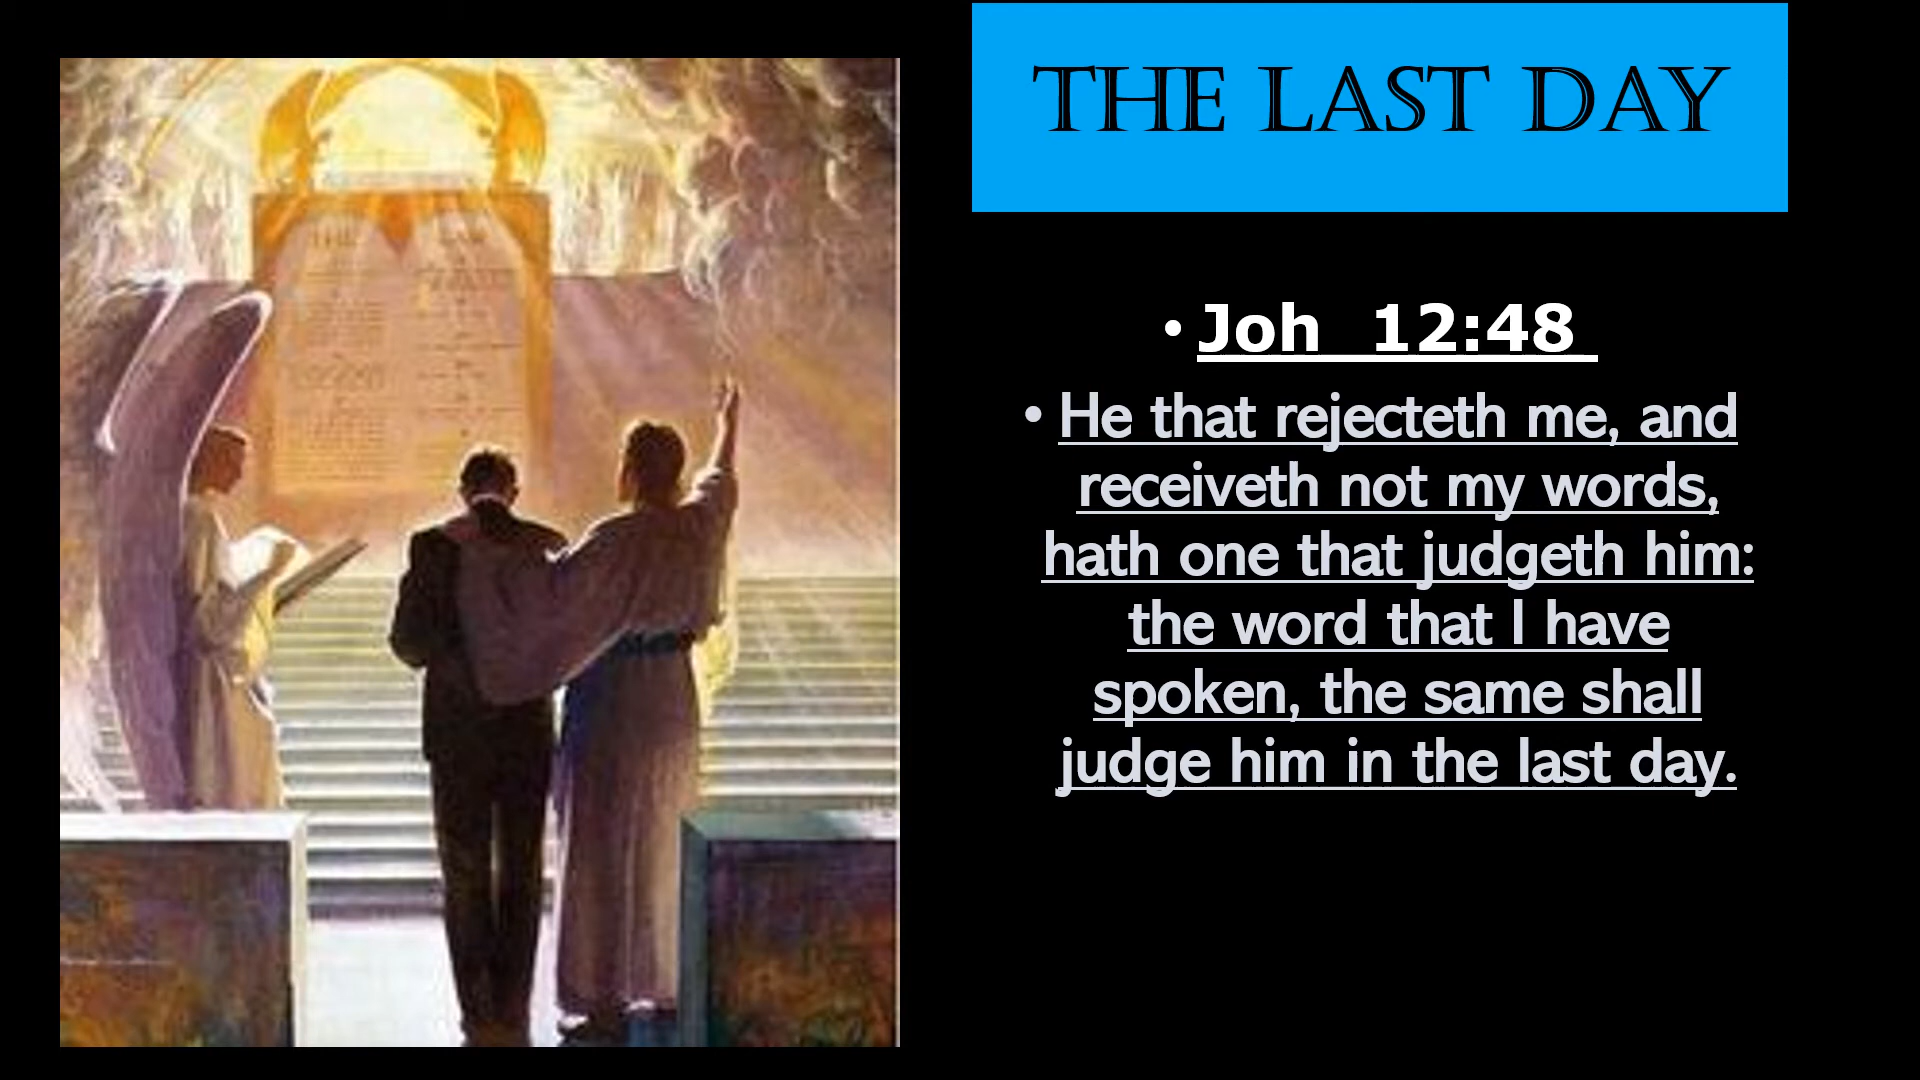 THE LAST DAY
• Joh  12:48
• He that rejecteth me, and
receiveth not my words,
hath one that judgeth him:
the word that I have
spoken, the same shall
judge him in the last day.